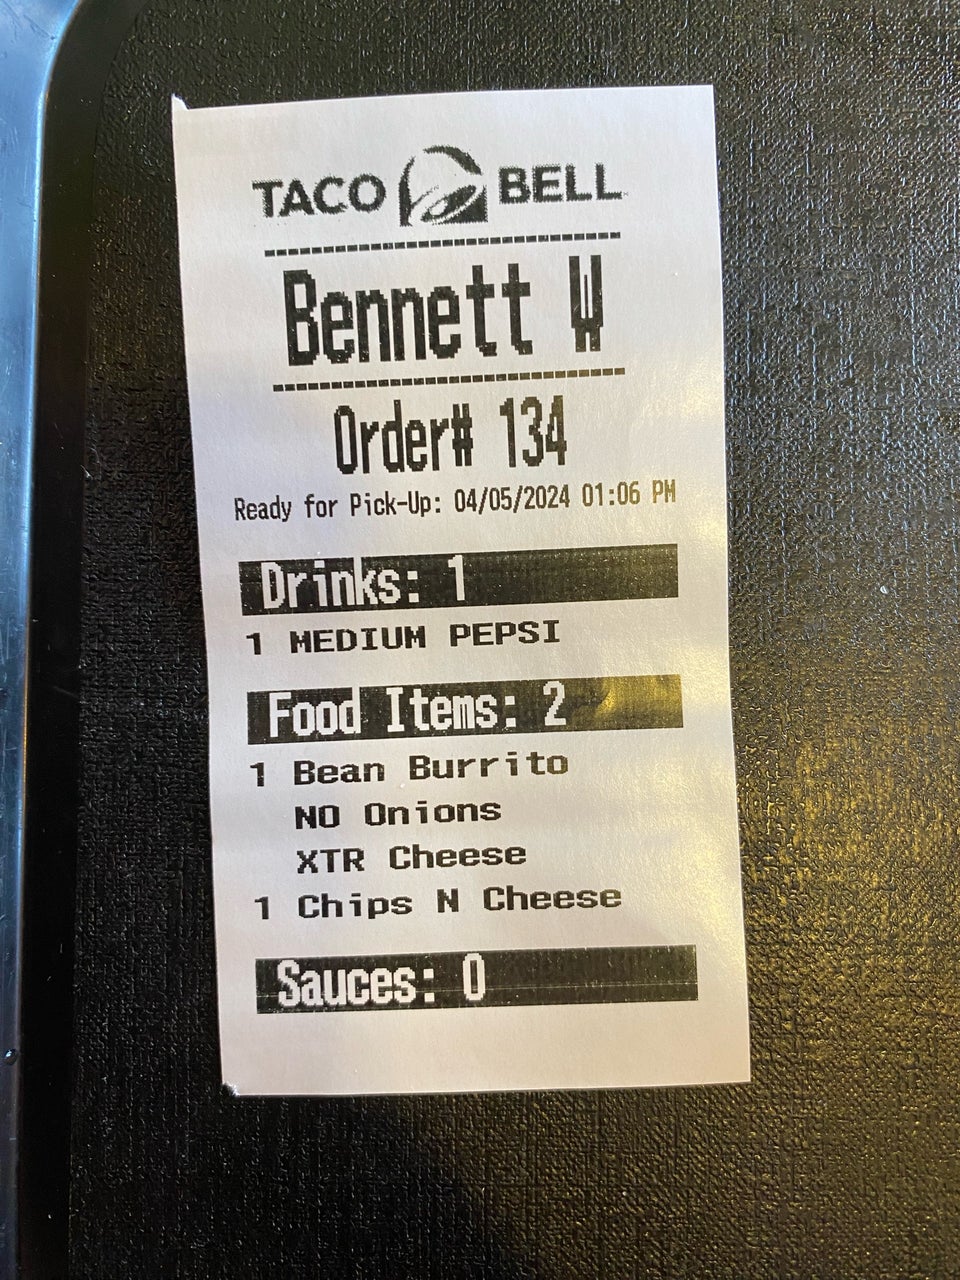 TACO BELL
Bennett W
Order# 134
Ready for Pick-Up: 04/05/2024 01:06 PM
Drinks: 1
1 MEDIUM PEPSI
Food Items: 2
1 Bean Burrito
NO Onions
XTR Cheese
1 Chips N Cheese
Sauces: 0